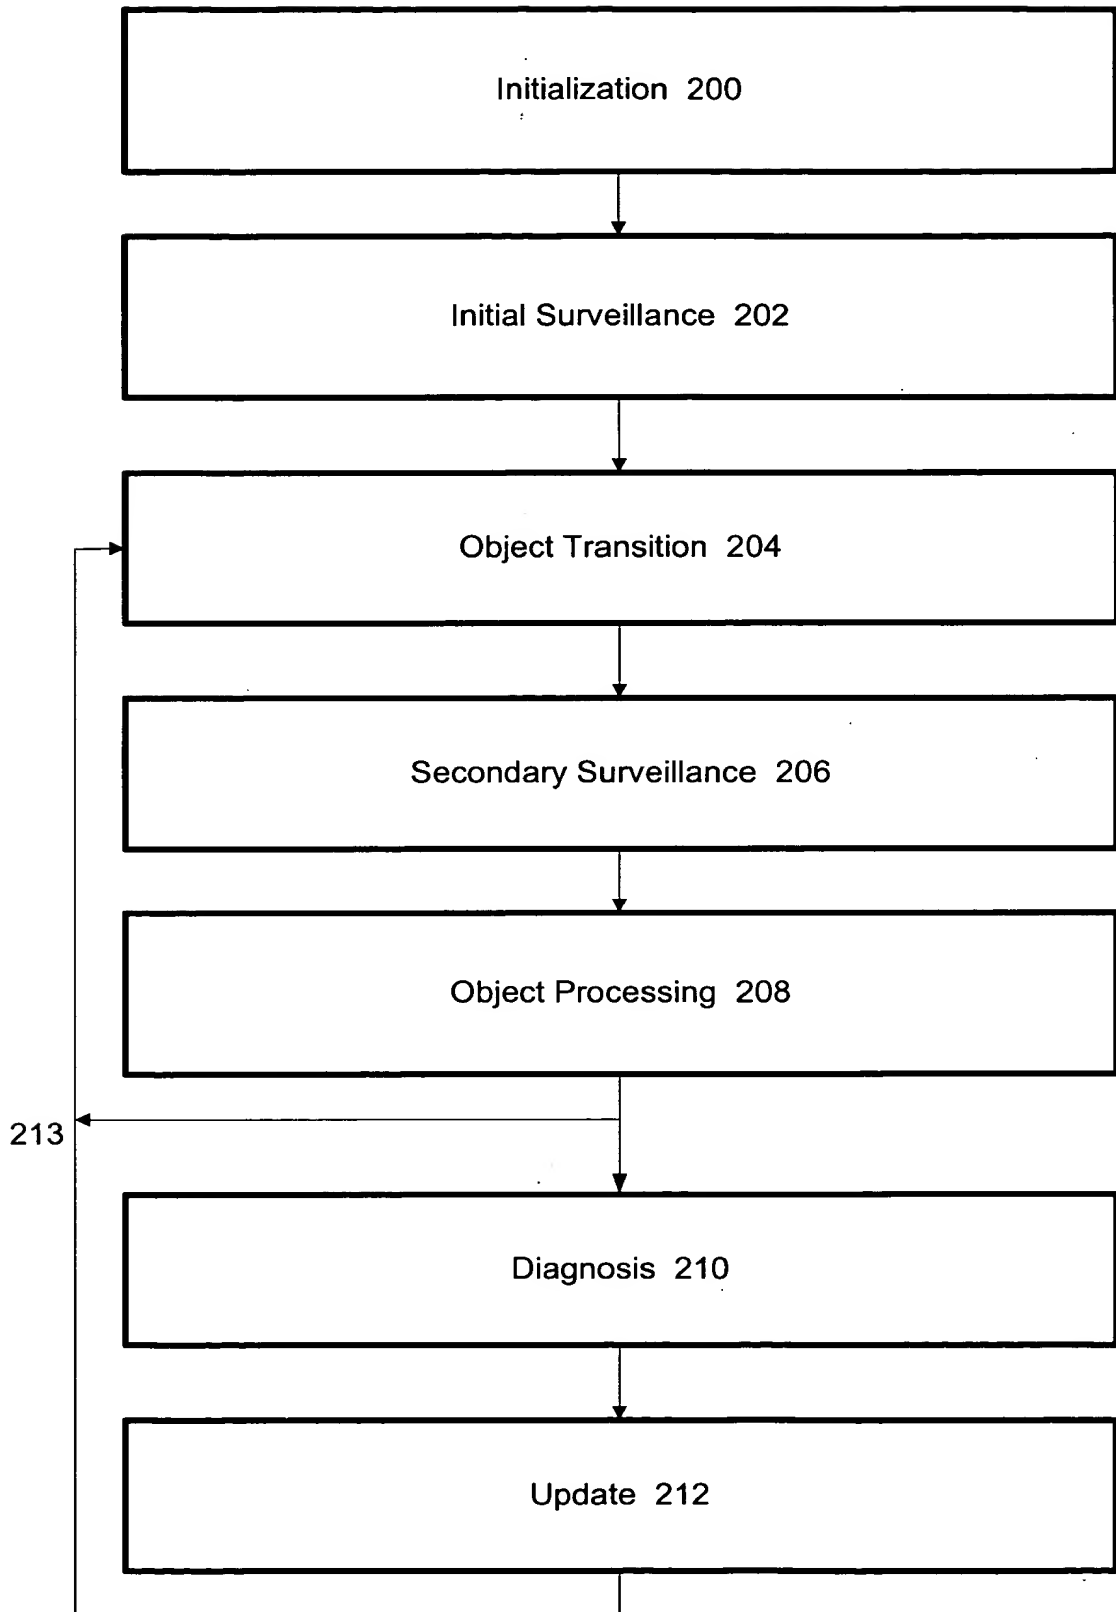 Initialization 200
Initial Surveillance 202
Object Transition 204
Secondary Surveillance 206
Object Processing 208
213
Diagnosis 210
Update 212